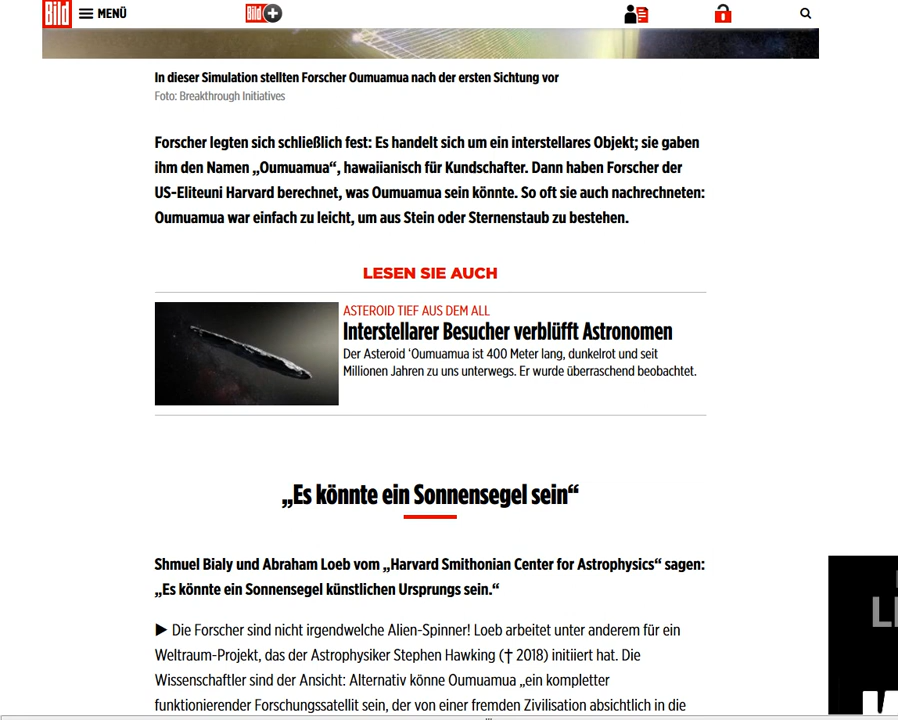 Bild MENÜ Bild+
In dieser Simulation stellten Forscher Oumuamua nach der ersten Sichtung vor
Foto: Breakthrough Initiatives
Forscher legten sich schließlich fest: Es handelt sich um ein interstellares Objekt; sie gaben
ihm den Namen „Oumuamua“, hawaiianisch für Kundschafter. Dann haben Forscher der
US-Eliteuni Harvard berechnet, was Oumuamua sein könnte. So oft sie auch nachrechneten:
Oumuamua war einfach zu leicht, um aus Stein oder Sternenstaub zu bestehen.
LESEN SIE AUCH
ASTEROID TIEF AUS DEM ALL
Interstellarer Besucher verblüfft Astronomen
Der Asteroid ‘Oumuamua ist 400 Meter lang, dunkelrot und seit
Millionen Jahren zu uns unterwegs. Er wurde überraschend beobachtet.
„Es könnte ein Sonnensegel sein“
Shmuel Bialy und Abraham Loeb vom „Harvard Smithonian Center for Astrophysics“ sagen:
„Es könnte ein Sonnensegel künstlichen Ursprungs sein.“
▶ Die Forscher sind nicht irgendwelche Alien-Spinner! Loeb arbeitet unter anderem für ein
Weltraum-Projekt, das der Astrophysiker Stephen Hawking († 2018) initiiert hat. Die
Wissenschaftler sind der Ansicht: Alternativ könne Oumuamua „ein kompletter
funktionierender Forschungssatellit sein, der von einer fremden Zivilisation absichtlich in die